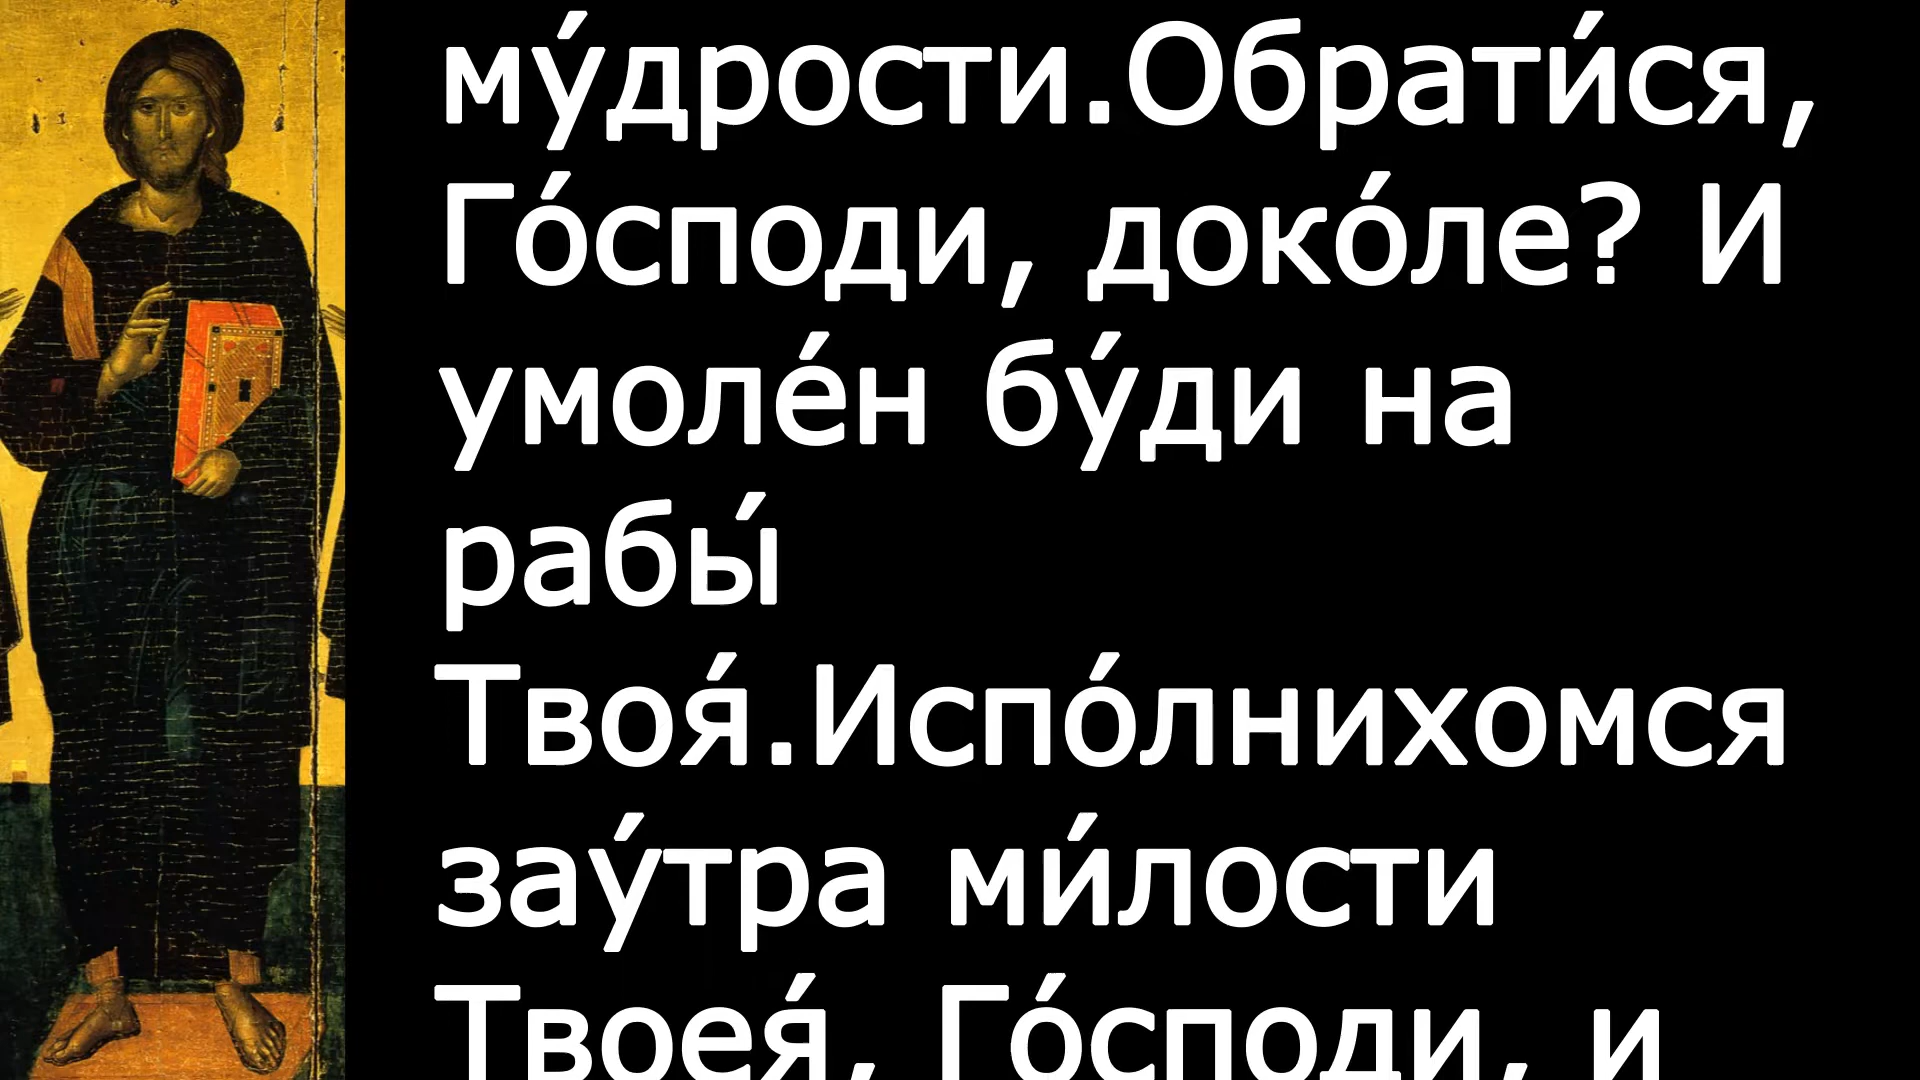 му́дрости.Обрати́ся,
Го́споди, доко́ле? И
умоле́н бу́ди на
рабы́
Твоя́.Испо́лнихомся
зау́тра ми́лости
Твоея́, Го́споди, и